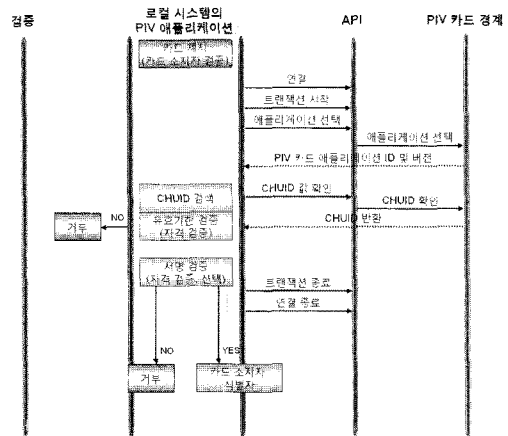 검증
로컬 시스템의
PIV 애플리케이션
API
PIV 카드 경계
카드 제시
(카드 소지자 검증)
연결
트랜잭션 시작
애플리케이션 선택
애플리케이션 선택
PIV 카드 애플리케이션 ID 및 버전
CHUID 검색
CHUID 값 확인
CHUID 확인
NO
거부
유효기한 검증
(자격 검증)
CHUID 반환
서명 검증
(자격 검증, 선택)
트랜잭션 종료
연결 종료
NO
YES
거부
카드 소지자
식별자